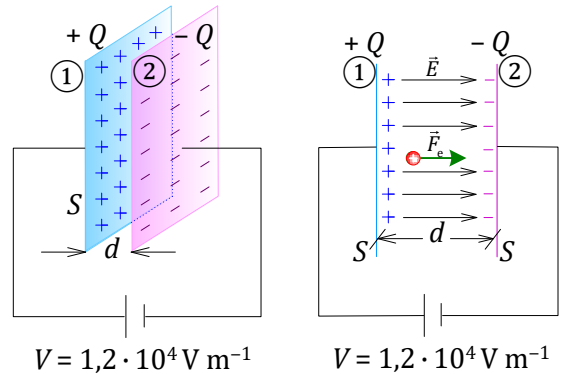 + Q
– Q
1
2
S
d
V = 1,2 · 10⁴ V m⁻¹
+ Q
– Q
1
2
E⃗
F⃗ₑ
d
S
S
V = 1,2 · 10⁴ V m⁻¹